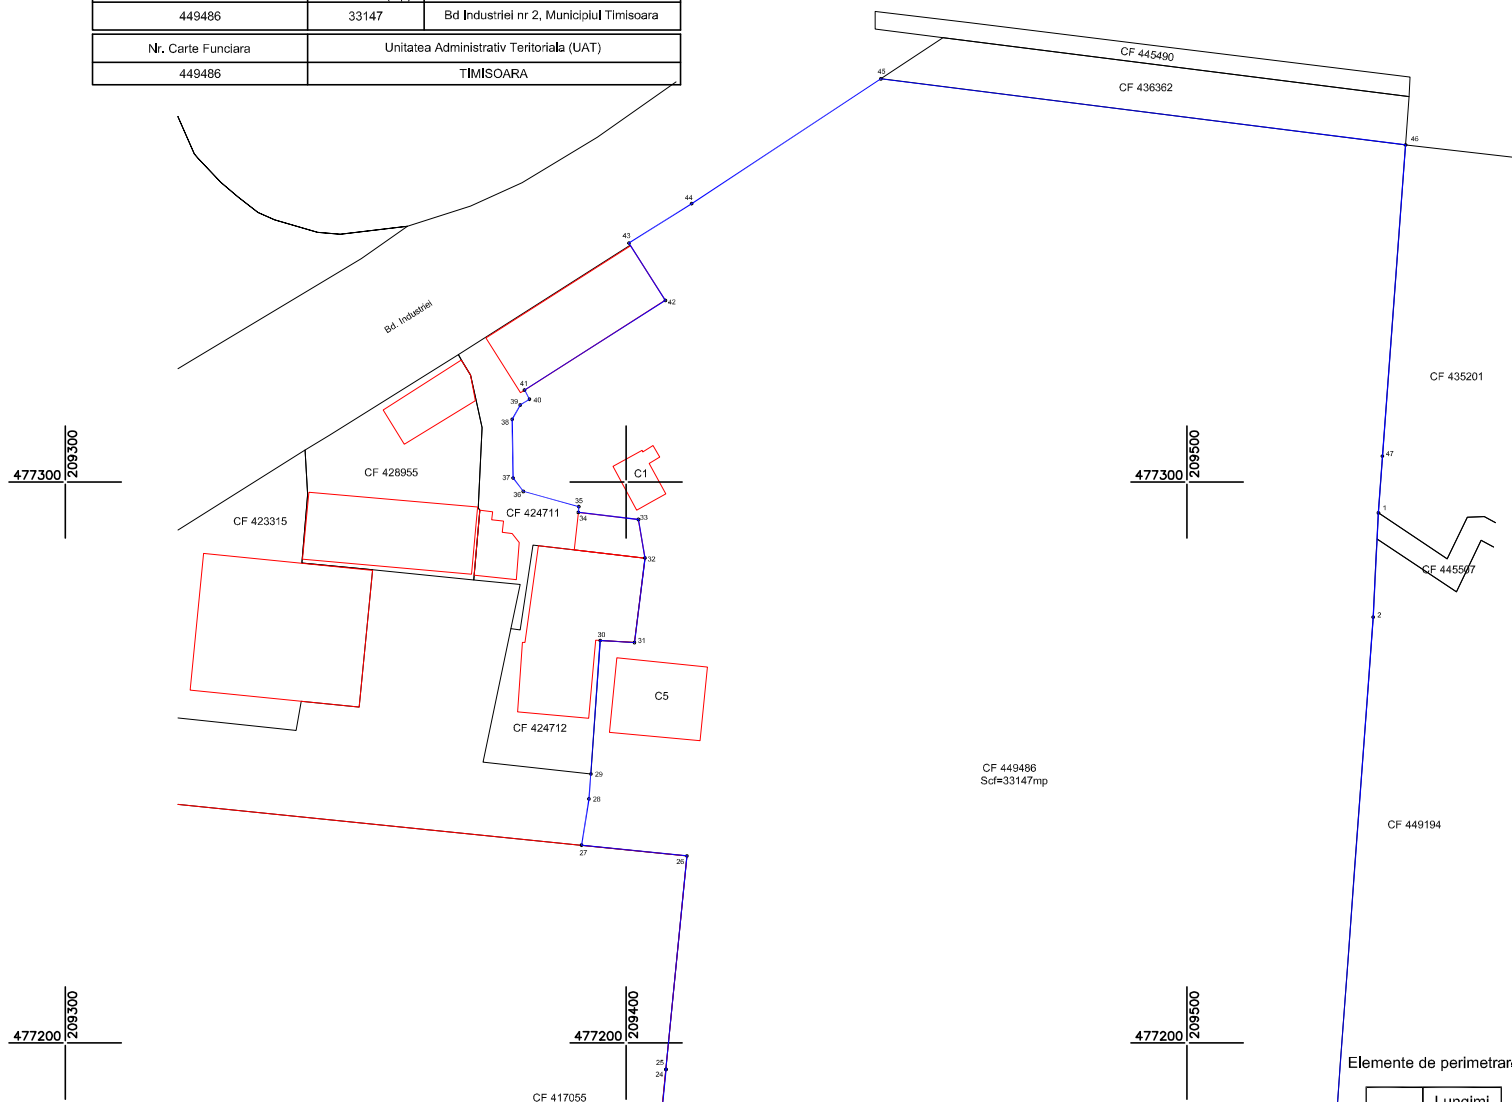 449486 33147 Bd Industriei nr 2, Municipiul Timisoara
Nr. Carte Funciara Unitatea Administrativ Teritoriala (UAT)
449486 TIMISOARA
CF 445490
45
CF 436362
46
44
43
Bd. Industriei
42
CF 435201
41
40
39
38
CF 428955
47
477300 209300
37
C1
477300 209500
36
35
CF 424711
34
33
1
CF 423315
32
CF 445507
2
30
31
C5
CF 424712
29
CF 449486
Scf=33147mp
28
CF 449194
27
26
477200 209300
477200 209400
477200 209500
25
24
Elemente de perimetrar
CF 417055
Lungimi